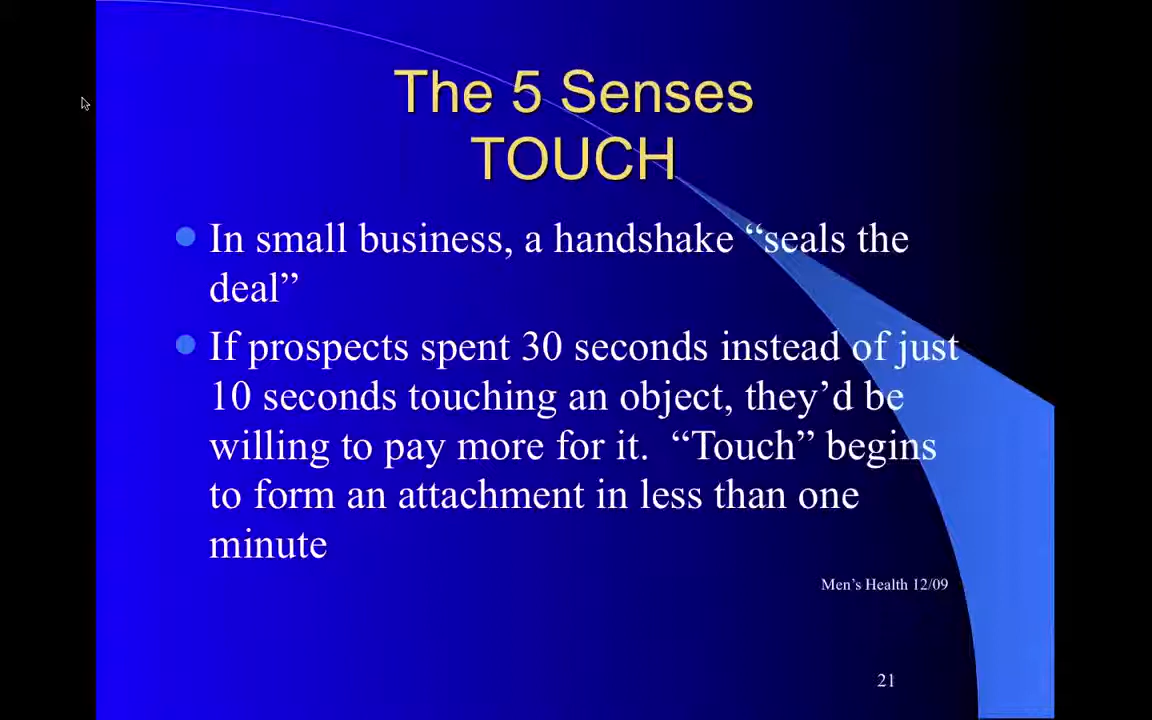 The 5 Senses
TOUCH
In small business, a handshake “seals the
deal”
If prospects spent 30 seconds instead of just
10 seconds touching an object, they’d be
willing to pay more for it.  “Touch” begins
to form an attachment in less than one
minute
Men’s Health 12/09
21